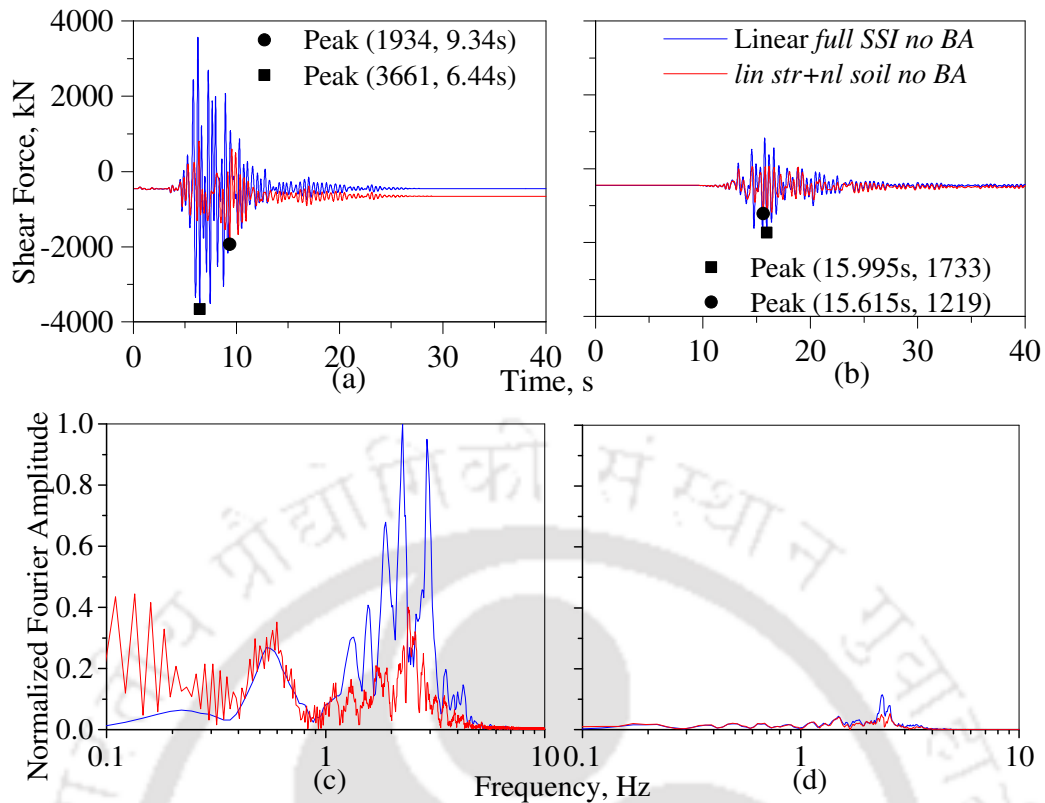 4000
2000
0
-2000
-4000
Shear Force, kN
Peak (1934, 9.34s)
Peak (3661, 6.44s)
0 10 20 30 40
(a)
Linear full SSI no BA
lin str+nl soil no BA
Peak (15.995s, 1733)
Peak (15.615s, 1219)
0 10 20 30 40
(b)
Time, s
1.0
0.8
0.6
0.4
0.2
0.0
Normalized Fourier Amplitude
0.1 1 10
(c)
0.1 1 10
(d)
Frequency, Hz